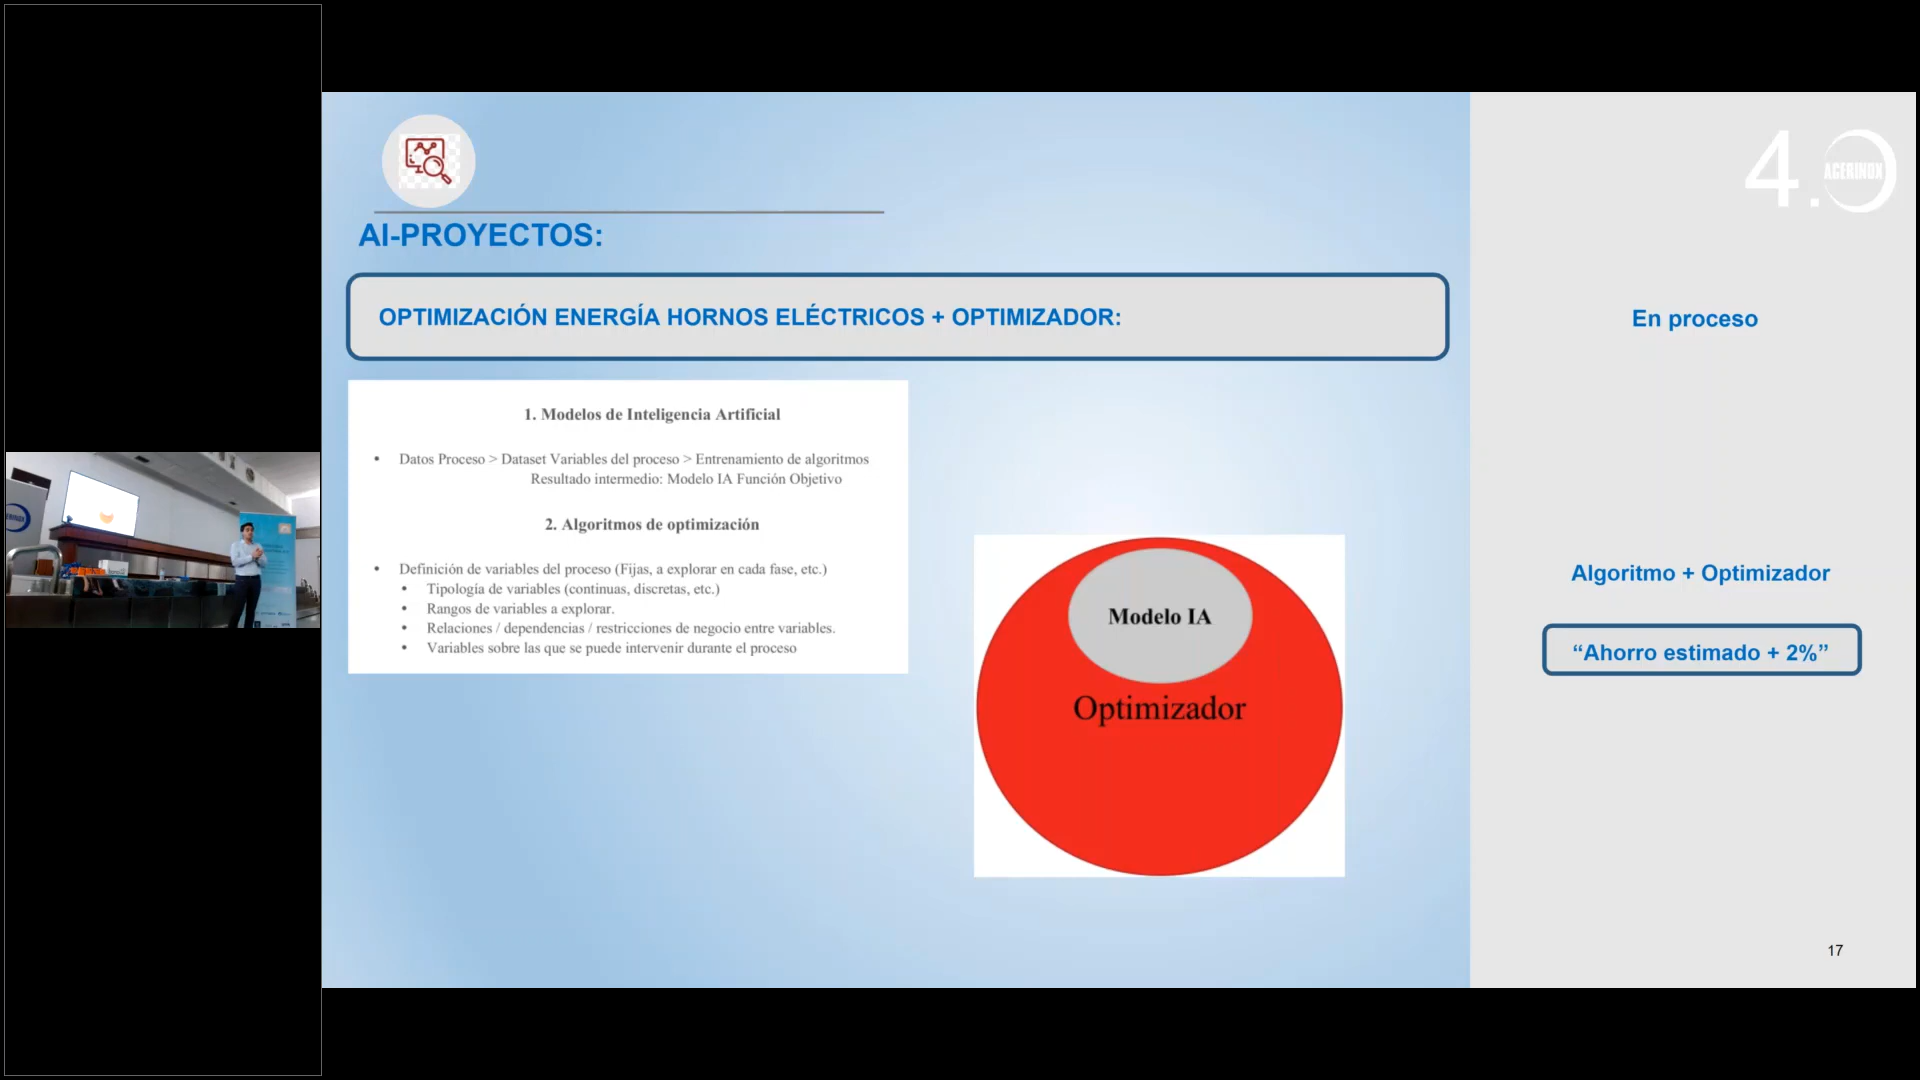 4.0
ACERINOX
AI-PROYECTOS:
OPTIMIZACIÓN ENERGÍA HORNOS ELÉCTRICOS + OPTIMIZADOR:
En proceso
1. Modelos de Inteligencia Artificial
• Datos Proceso > Dataset Variables del proceso > Entrenamiento de algoritmos
Resultado intermedio: Modelo IA Función Objetivo
2. Algoritmos de optimización
• Definición de variables del proceso (Fijas, a explorar en cada fase, etc.)
• Tipología de variables (continuas, discretas, etc.)
• Rangos de variables a explorar.
• Relaciones / dependencias / restricciones de negocio entre variables.
• Variables sobre las que se puede intervenir durante el proceso
Modelo IA
Optimizador
Algoritmo + Optimizador
“Ahorro estimado + 2%”
17